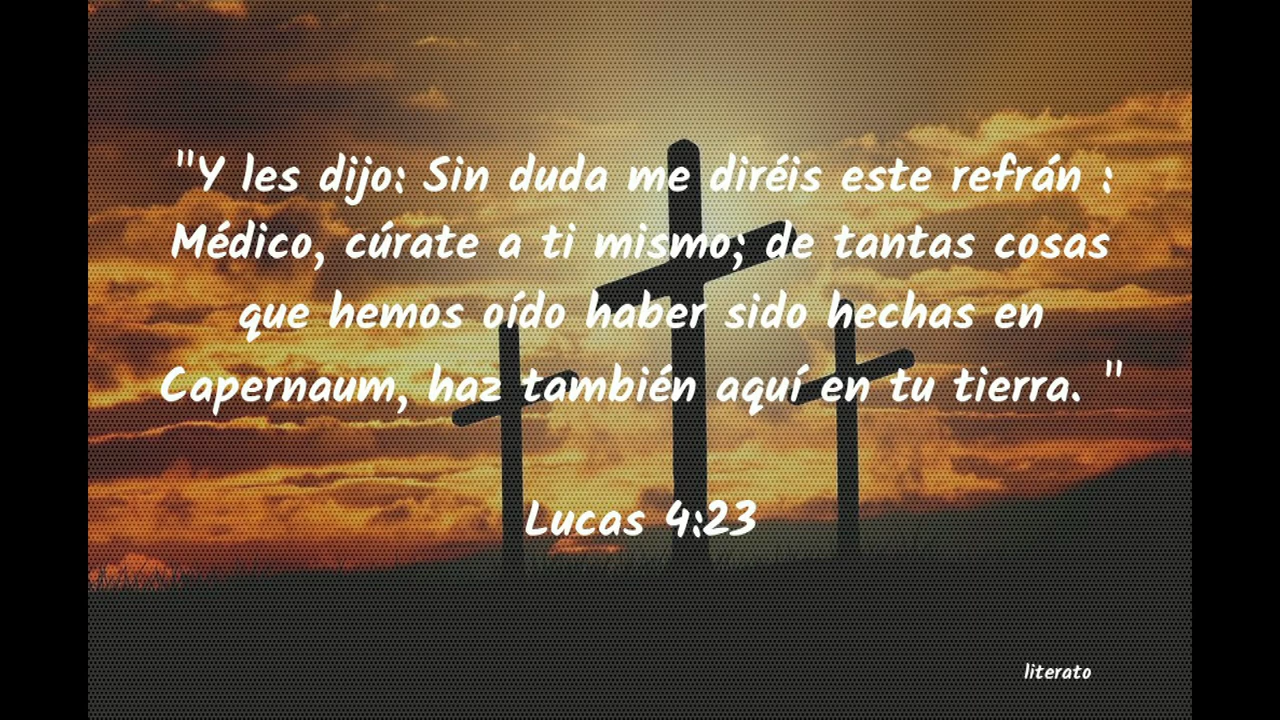 "Y les dijo: Sin duda me diréis este refrán :
Médico, cúrate a ti mismo; de tantas cosas
que hemos oído haber sido hechas en
Capernaum, haz también aquí en tu tierra. "
Lucas 4:23
literato